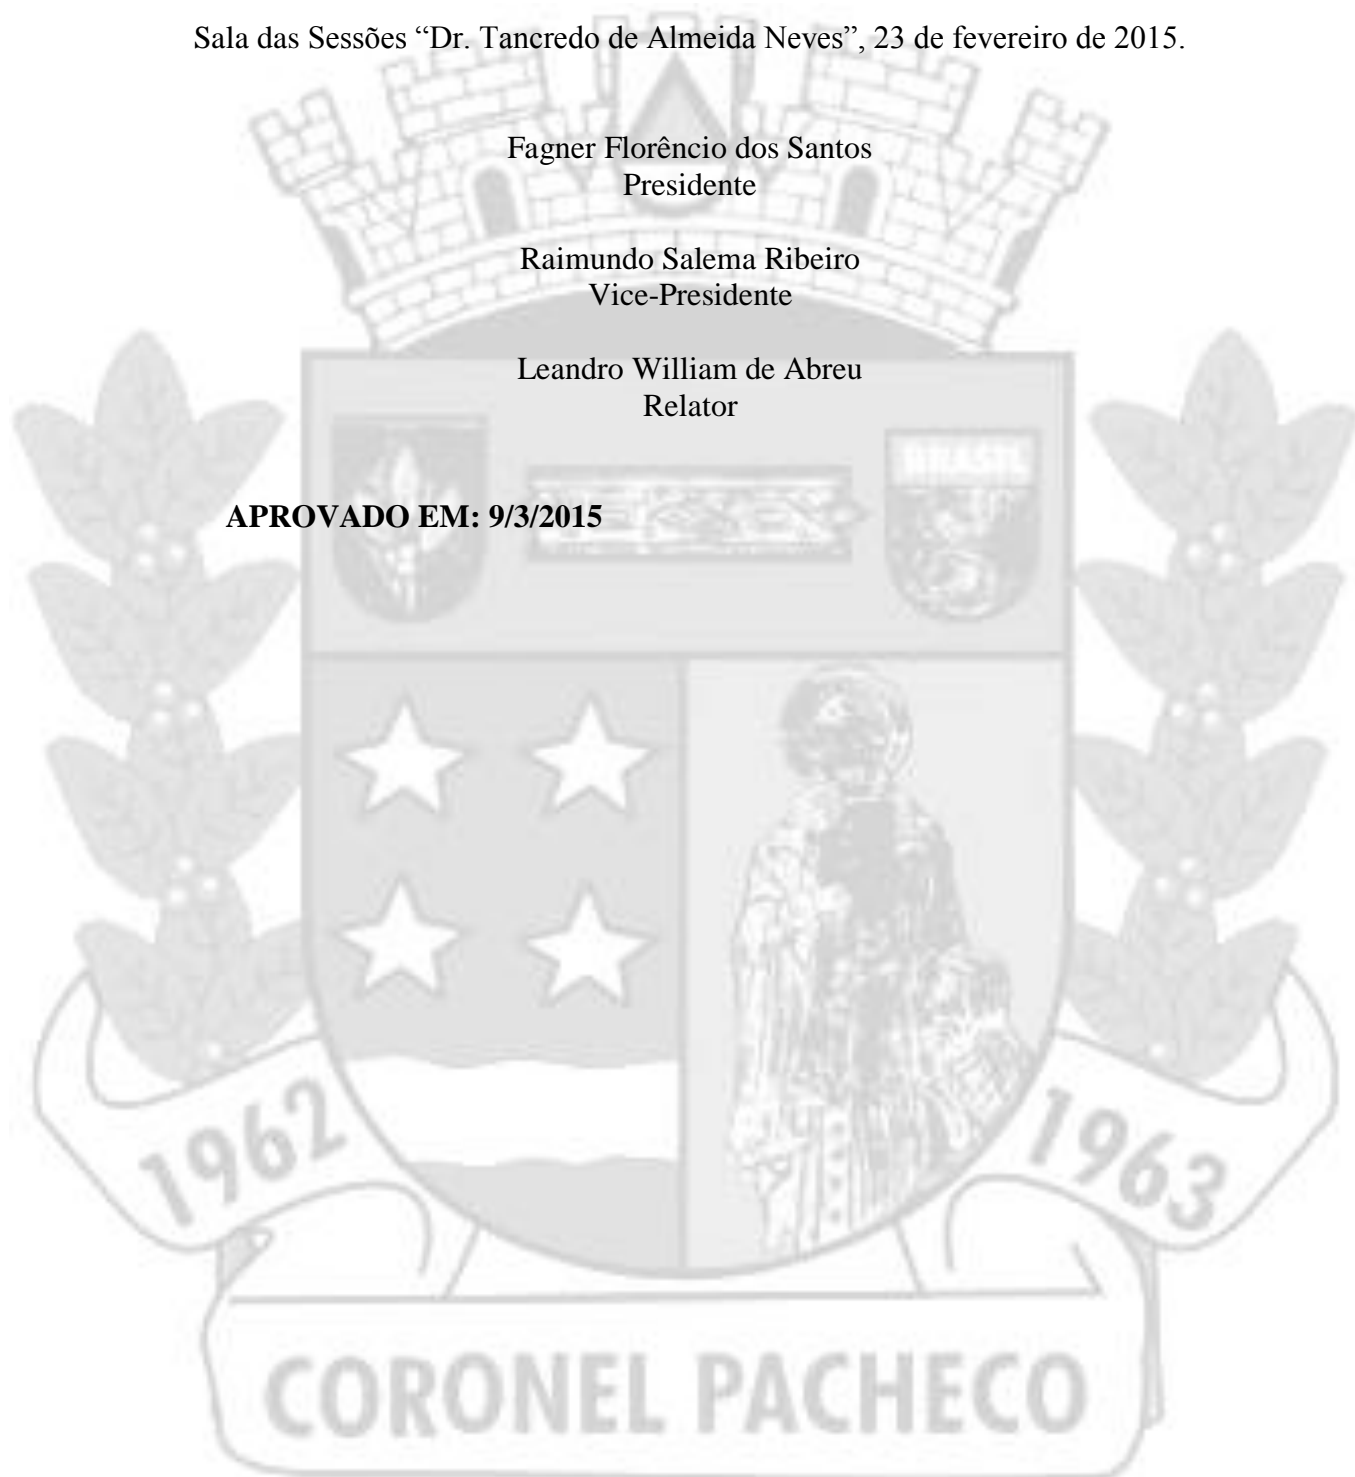 Sala das Sessões “Dr. Tancredo de Almeida Neves”, 23 de fevereiro de 2015.
Fagner Florêncio dos Santos
Presidente
Raimundo Salema Ribeiro
Vice-Presidente
Leandro William de Abreu
Relator
BRASIL
APROVADO EM: 9/3/2015
1962
1963
CORONEL PACHECO